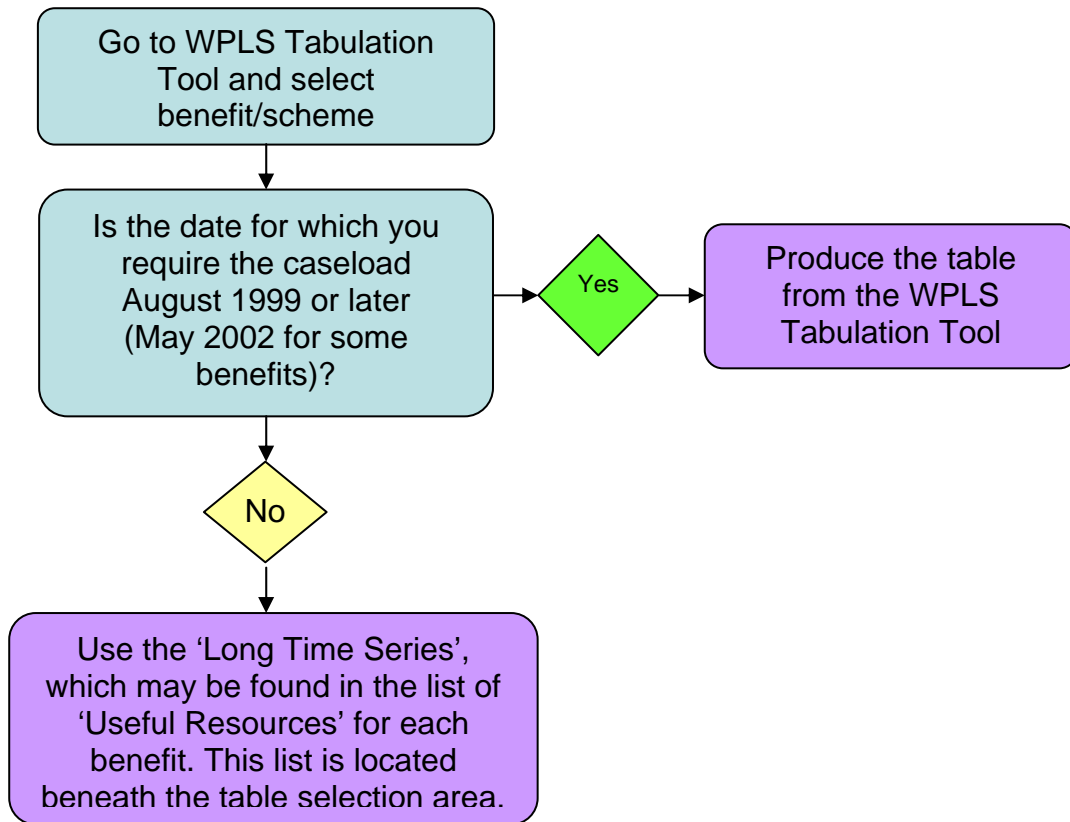 Go to WPLS Tabulation
Tool and select
benefit/scheme
Is the date for which you
require the caseload
August 1999 or later
(May 2002 for some
benefits)?
Yes
Produce the table
from the WPLS
Tabulation Tool
No
Use the ‘Long Time Series’,
which may be found in the list of
‘Useful Resources’ for each
benefit. This list is located
beneath the table selection area.